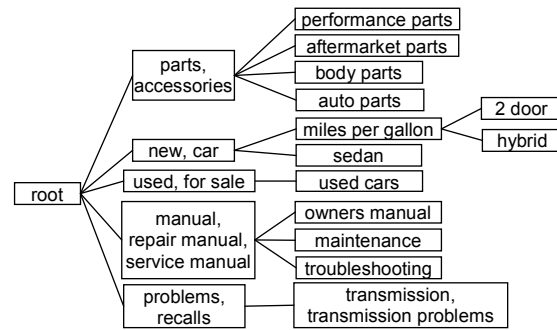 root
parts,
accessories
performance parts
aftermarket parts
body parts
auto parts
new, car
miles per gallon
2 door
hybrid
sedan
used, for sale
used cars
manual,
repair manual,
service manual
owners manual
maintenance
troubleshooting
problems,
recalls
transmission,
transmission problems